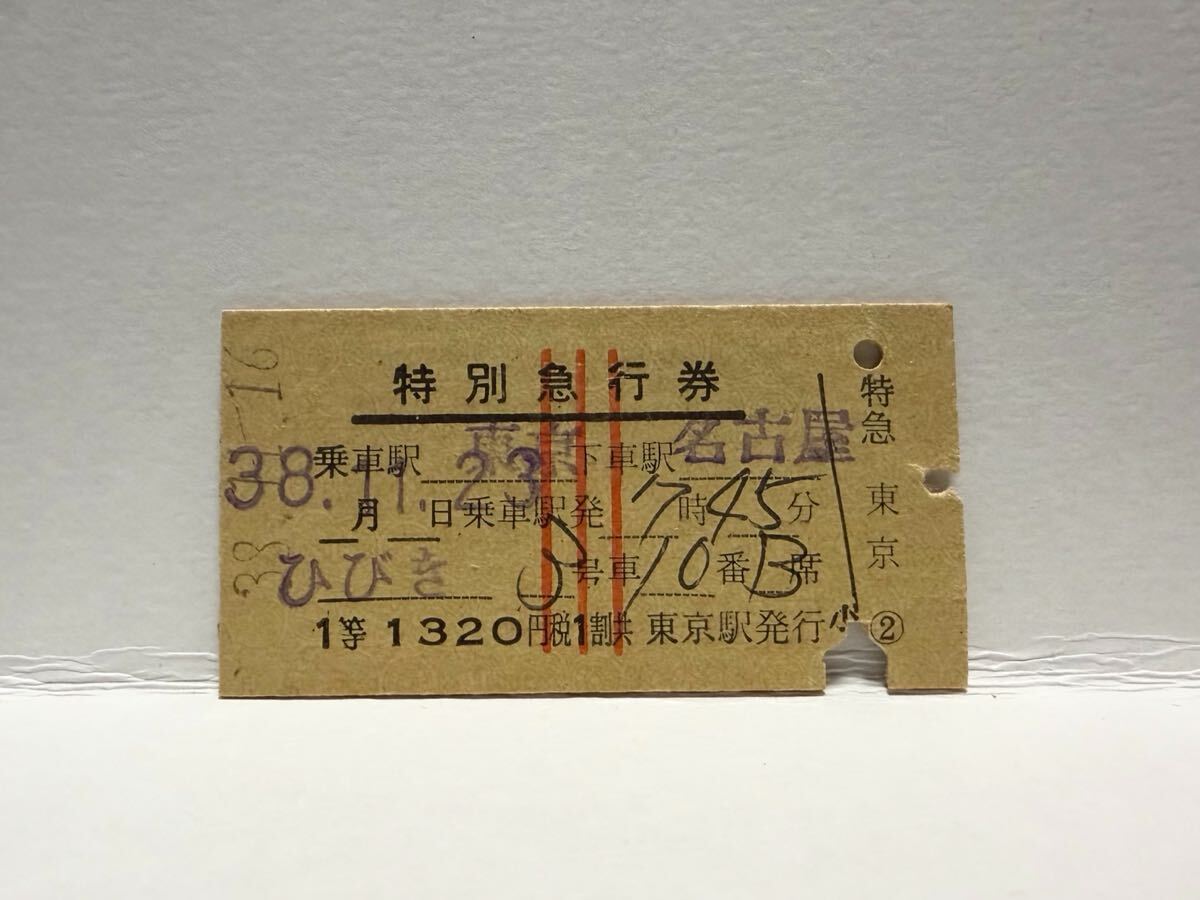 特別急行券
乗車駅 東京 下車駅 名古屋
38.11.23
月 日乗車駅発 7時45分
ひびき 号車 10番B席
1等 1320円税1割共 東京駅発行
小
特急 東京 ②